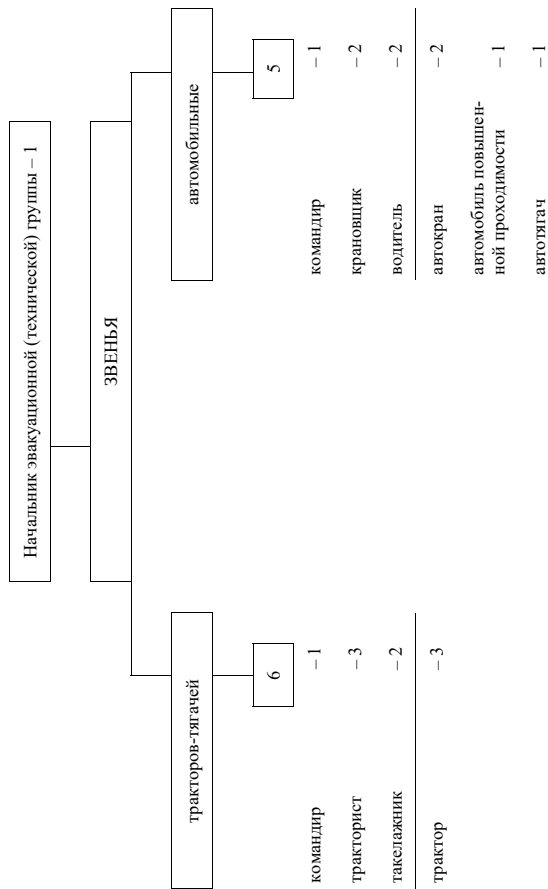 Начальник эвакуационной (технической) группы – 1
ЗВЕНЬЯ
тракторов-тягачей
6
командир – 1
тракторист – 3
такелажник – 2
трактор – 3
автомобильные
5
командир – 1
крановщик – 2
водитель – 2
автокран – 2
автомобиль повышен-
ной проходимости – 1
автотягач – 1